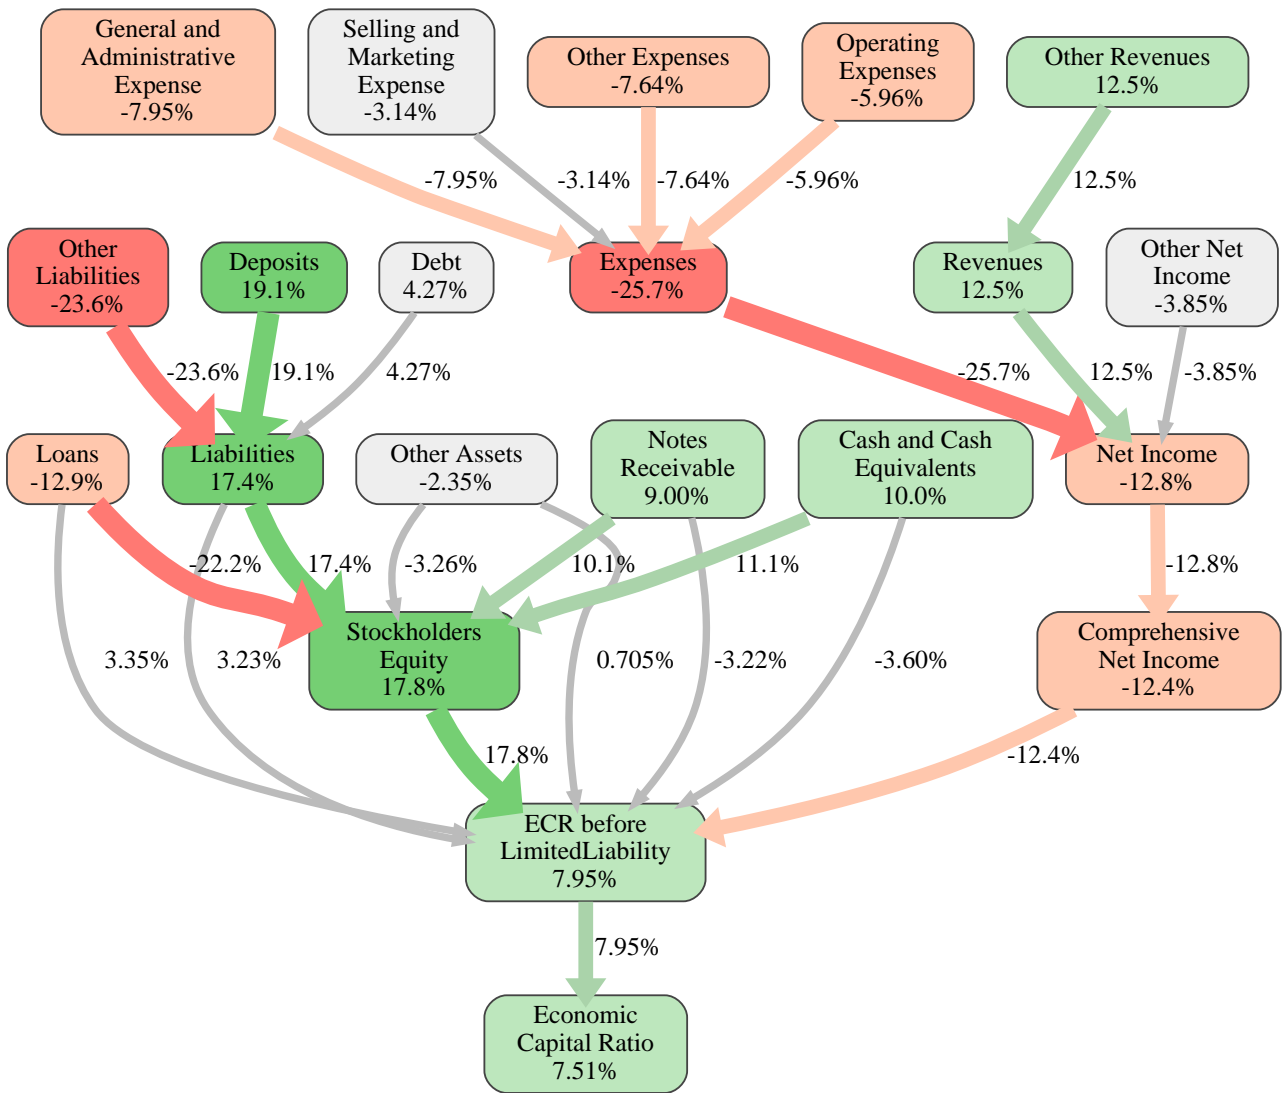 General and
Administrative
Expense
-7.95%
Selling and
Marketing
Expense
-3.14%
Other Expenses
-7.64%
Operating
Expenses
-5.96%
Other Revenues
12.5%
-7.95%
-3.14%
-7.64%
-5.96%
12.5%
Other
Liabilities
-23.6%
Deposits
19.1%
Debt
4.27%
Expenses
-25.7%
Revenues
12.5%
Other Net
Income
-3.85%
-23.6%
19.1%
4.27%
-25.7%
12.5%
-3.85%
Loans
-12.9%
Liabilities
17.4%
Other Assets
-2.35%
Notes
Receivable
9.00%
Cash and Cash
Equivalents
10.0%
Net Income
-12.8%
-22.2%
17.4%
-3.26%
10.1%
11.1%
-12.8%
Stockholders
Equity
17.8%
Comprehensive
Net Income
-12.4%
3.35%
3.23%
0.705%
-3.22%
-3.60%
17.8%
-12.4%
ECR before
LimitedLiability
7.95%
7.95%
Economic
Capital Ratio
7.51%